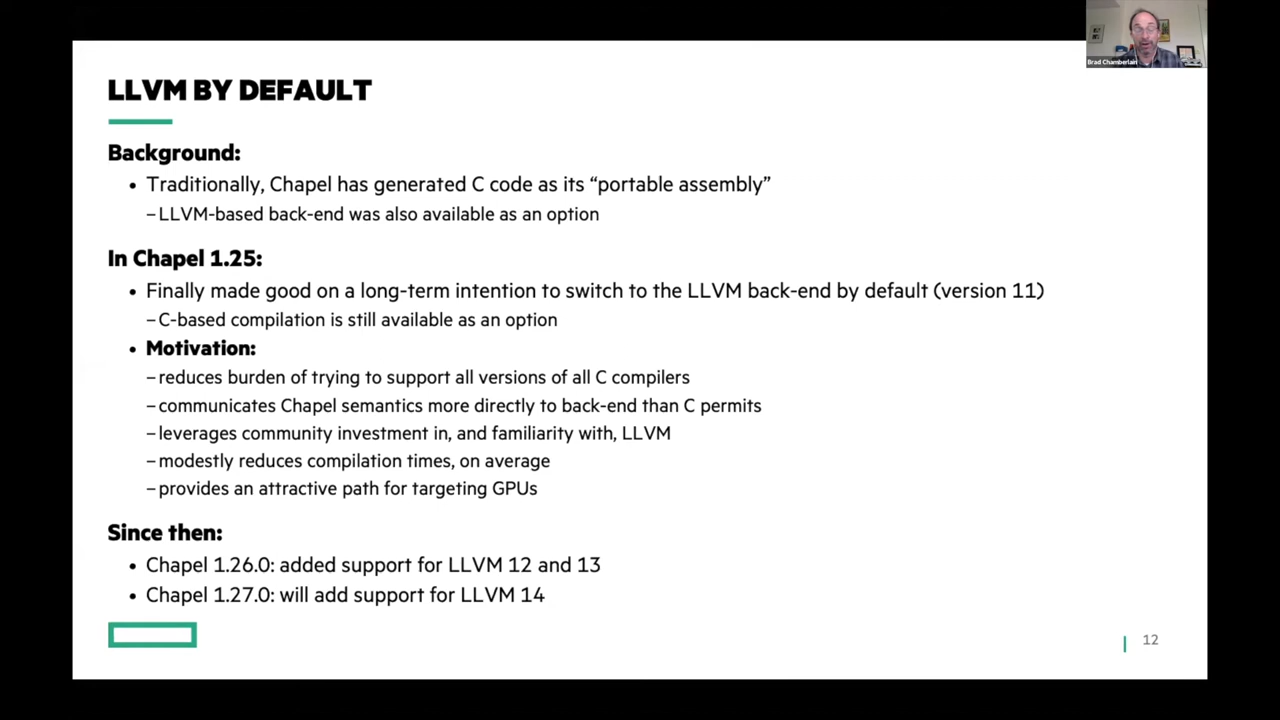 Brad Chamberlain
LLVM BY DEFAULT
Background:
• Traditionally, Chapel has generated C code as its “portable assembly”
– LLVM-based back-end was also available as an option
In Chapel 1.25:
• Finally made good on a long-term intention to switch to the LLVM back-end by default (version 11)
– C-based compilation is still available as an option
• Motivation:
– reduces burden of trying to support all versions of all C compilers
– communicates Chapel semantics more directly to back-end than C permits
– leverages community investment in, and familiarity with, LLVM
– modestly reduces compilation times, on average
– provides an attractive path for targeting GPUs
Since then:
• Chapel 1.26.0: added support for LLVM 12 and 13
• Chapel 1.27.0: will add support for LLVM 14
12